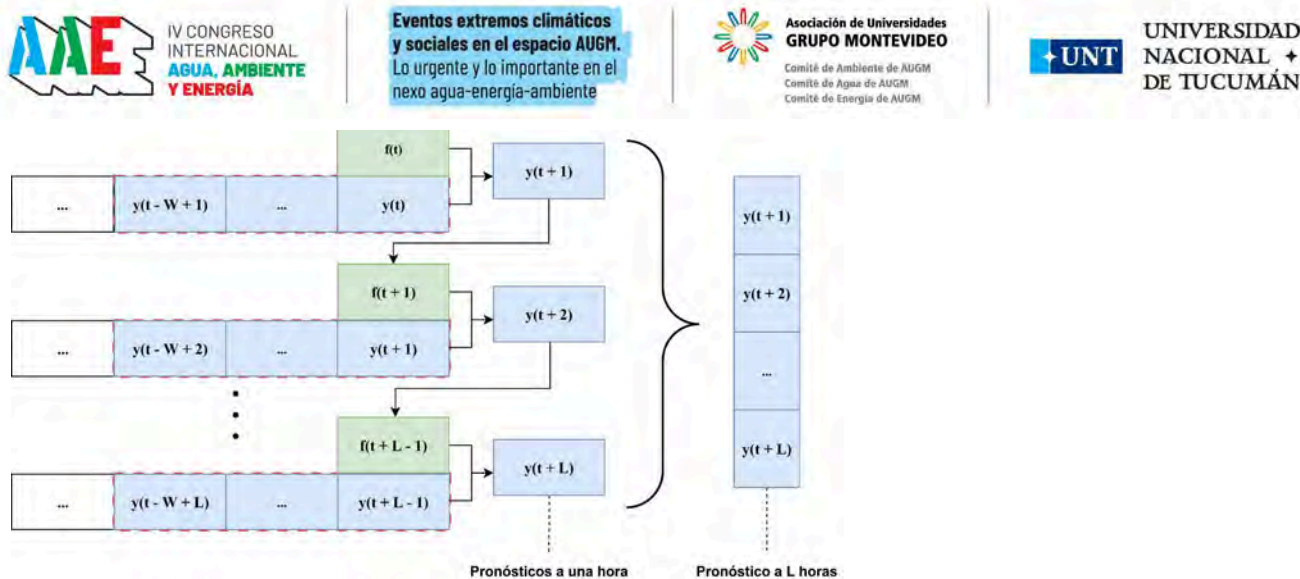 AAE
IV CONGRESO
INTERNACIONAL
AGUA, AMBIENTE
Y ENERGÍA
Eventos extremos climáticos
y sociales en el espacio AUGM.
Lo urgente y lo importante en el
nexo agua-energía-ambiente
Asociación de Universidades
GRUPO MONTEVIDEO
Comité de Ambiente de AUGM
Comité de Agua de AUGM
Comité de Energía de AUGM
UNT
UNIVERSIDAD
NACIONAL
DE TUCUMÁN
f(t)
... y(t - W + 1) ... y(t)
y(t + 1)
f(t + 1)
... y(t - W + 2) ... y(t + 1)
y(t + 2)
f(t + L - 1)
... y(t - W + L) ... y(t + L - 1)
y(t + L)
y(t + 1)
y(t + 2)
...
y(t + L)
Pronósticos a una hora
Pronóstico a L horas